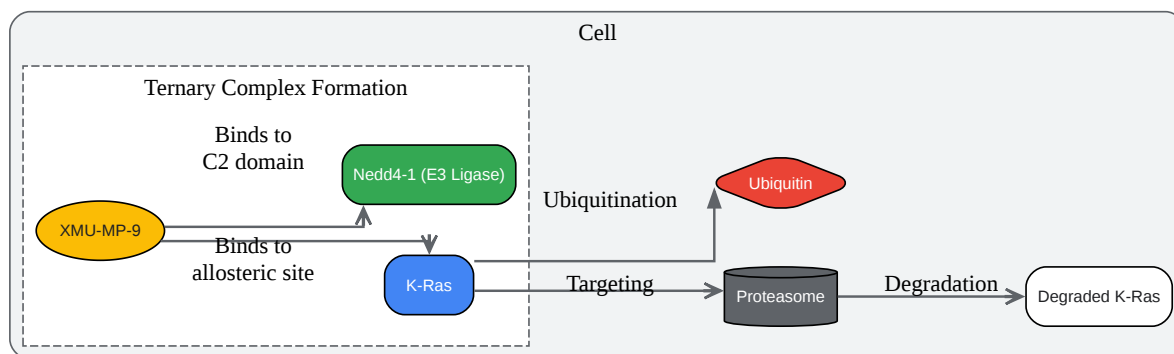 Cell
Ternary Complex Formation
Binds to
C2 domain
Nedd4-1 (E3 Ligase)
Ubiquitin
Ubiquitination
XMU-MP-9
Binds to
allosteric site
K-Ras
Targeting
Proteasome
Degradation
Degraded K-Ras